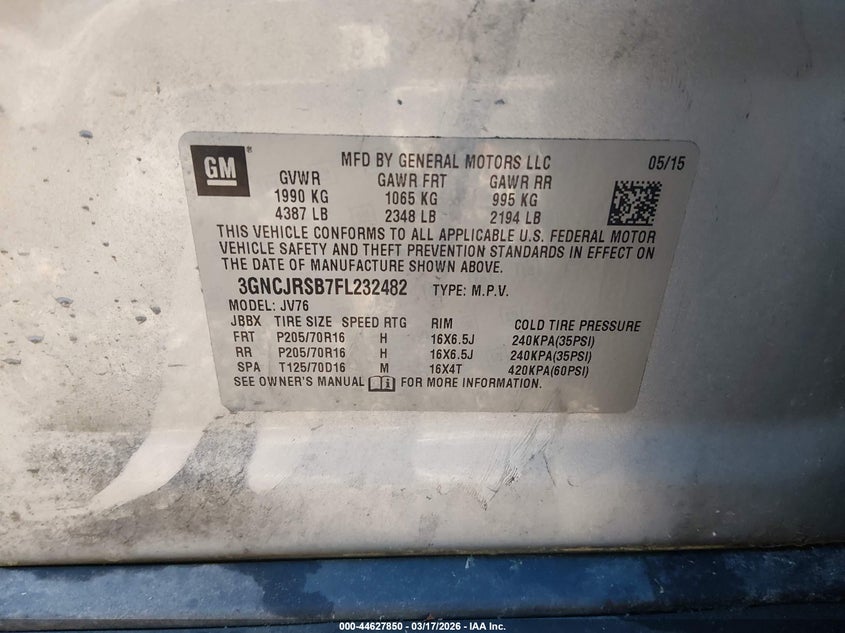 GM ®
MFD BY GENERAL MOTORS LLC 05/15
GVWR GAWR FRT GAWR RR
1990 KG 1065 KG 995 KG
4387 LB 2348 LB 2194 LB
THIS VEHICLE CONFORMS TO ALL APPLICABLE U.S. FEDERAL MOTOR
VEHICLE SAFETY AND THEFT PREVENTION STANDARDS IN EFFECT ON
THE DATE OF MANUFACTURE SHOWN ABOVE.
3GNCJRSB7FL232482 TYPE: M.P.V.
MODEL: JV76
JBBX TIRE SIZE SPEED RTG RIM COLD TIRE PRESSURE
FRT P205/70R16 H 16X6.5J 240KPA(35PSI)
RR P205/70R16 H 16X6.5J 240KPA(35PSI)
SPA T125/70D16 M 16X4T 420KPA(60PSI)
SEE OWNER'S MANUAL i FOR MORE INFORMATION.
000-44627850 - 03/17/2026 - IAA Inc.